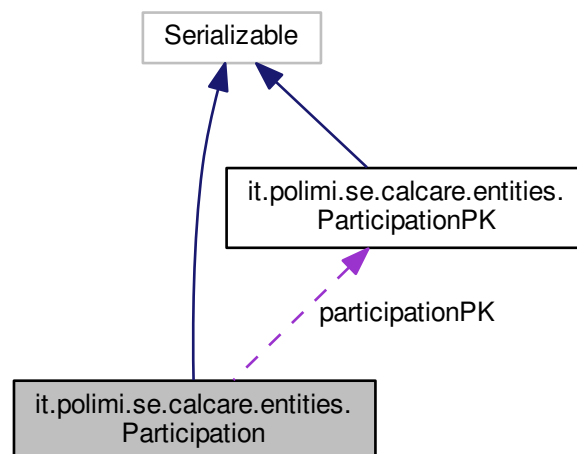 Serializable
it.polimi.se.calcare.entities.
ParticipationPK
participationPK
it.polimi.se.calcare.entities.
Participation